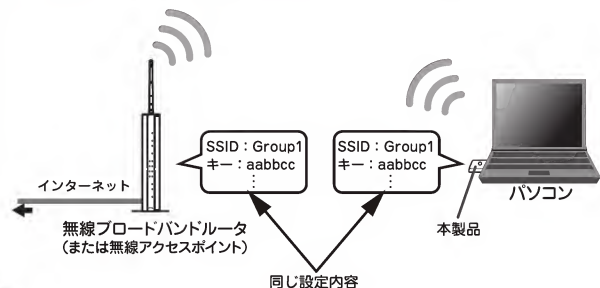 SSID：Group1
キー：aabbcc
⋮
SSID：Group1
キー：aabbcc
⋮
インターネット
パソコン
無線ブロードバンドルータ
（または無線アクセスポイント）
本製品
同じ設定内容